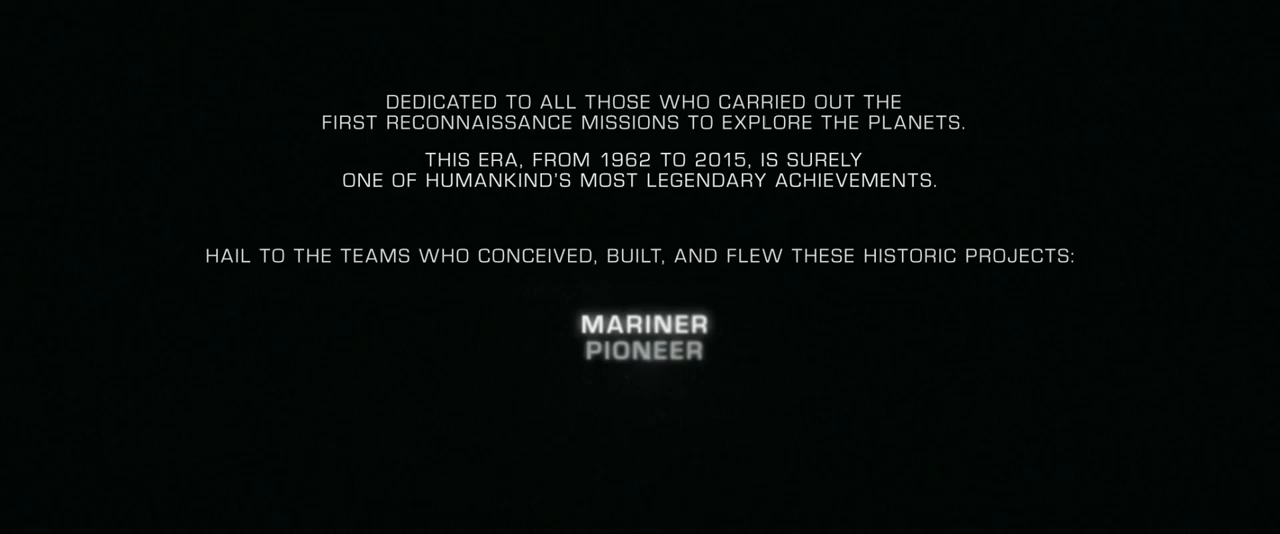 DEDICATED TO ALL THOSE WHO CARRIED OUT THE
FIRST RECONNAISSANCE MISSIONS TO EXPLORE THE PLANETS.
THIS ERA, FROM 1962 TO 2015, IS SURELY
ONE OF HUMANKIND'S MOST LEGENDARY ACHIEVEMENTS.
HAIL TO THE TEAMS WHO CONCEIVED, BUILT, AND FLEW THESE HISTORIC PROJECTS:
MARINER
PIONEER